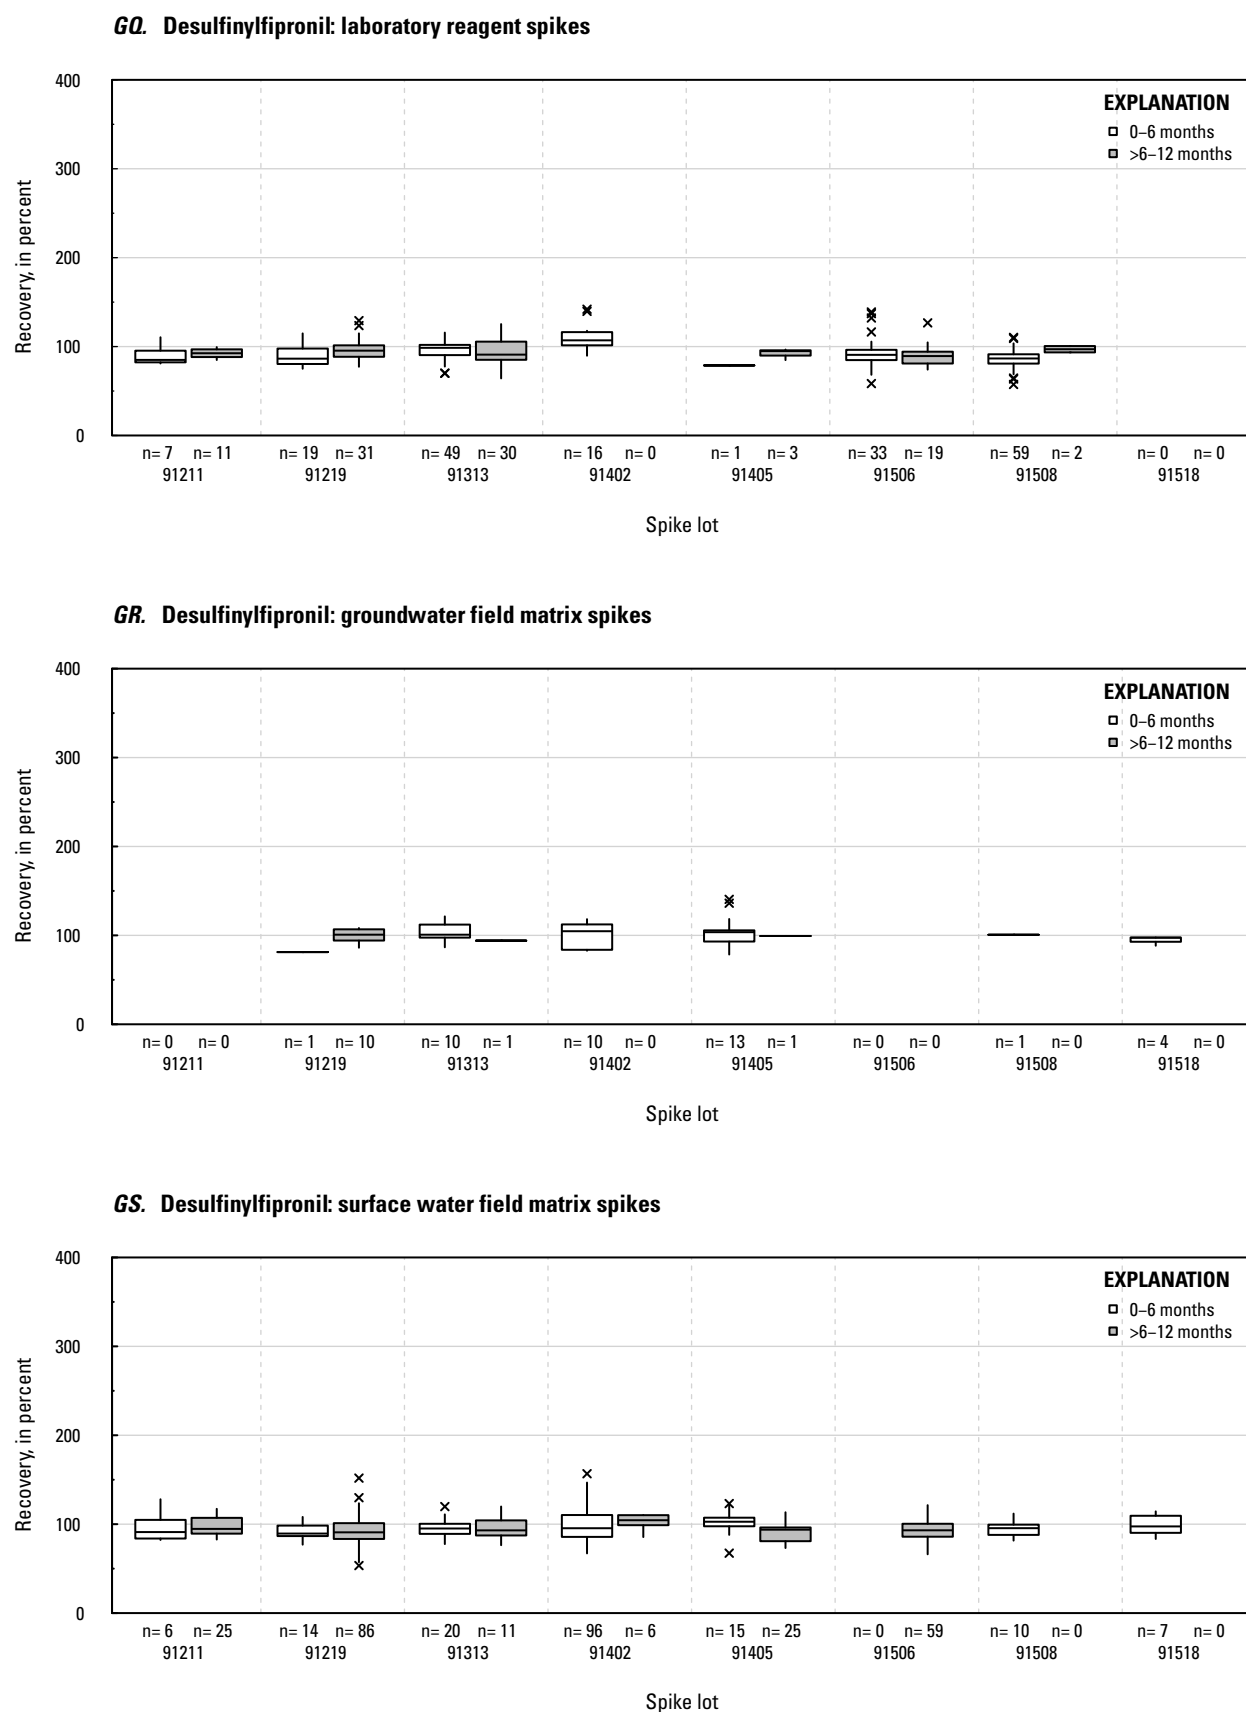 GQ. Desulfinylfipronil: laboratory reagent spikes
400
EXPLANATION
0–6 months
>6–12 months
300
200
100
0
Recovery, in percent
n= 7 n= 11 n= 19 n= 31 n= 49 n= 30 n= 16 n= 0 n= 1 n= 3 n= 33 n= 19 n= 59 n= 2 n= 0 n= 0
91211 91219 91313 91402 91405 91506 91508 91518
Spike lot
GR. Desulfinylfipronil: groundwater field matrix spikes
400
EXPLANATION
0–6 months
>6–12 months
300
200
100
0
Recovery, in percent
n= 0 n= 0 n= 1 n= 10 n= 10 n= 1 n= 10 n= 0 n= 13 n= 1 n= 0 n= 0 n= 1 n= 0 n= 4 n= 0
91211 91219 91313 91402 91405 91506 91508 91518
Spike lot
GS. Desulfinylfipronil: surface water field matrix spikes
400
EXPLANATION
0–6 months
>6–12 months
300
200
100
0
Recovery, in percent
n= 6 n= 25 n= 14 n= 86 n= 20 n= 11 n= 96 n= 6 n= 15 n= 25 n= 0 n= 59 n= 10 n= 0 n= 7 n= 0
91211 91219 91313 91402 91405 91506 91508 91518
Spike lot